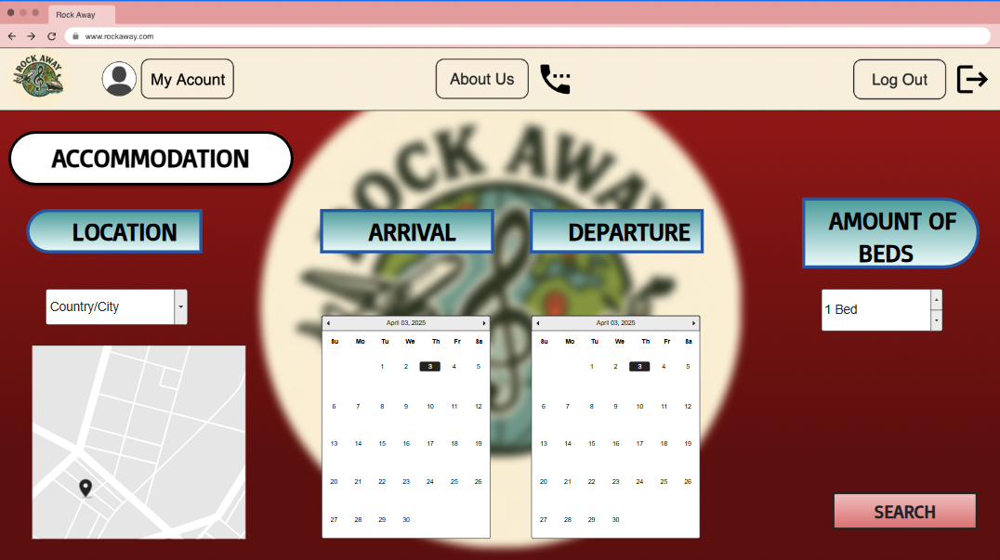 Rock Away
www.rockaway.com
ROCK AWAY
My Acount
About Us
Log Out
ROCK AWAY
ACCOMMODATION
LOCATION
ARRIVAL
DEPARTURE
AMOUNT OF
BEDS
Country/City
1 Bed
April 03, 2025
Su Mo Tu We Th Fr Sa
1 2 3 4 5
6 7 8 9 10 11 12
13 14 15 16 17 18 19
20 21 22 23 24 25 26
27 28 29 30
April 03, 2025
Su Mo Tu We Th Fr Sa
1 2 3 4 5
6 7 8 9 10 11 12
13 14 15 16 17 18 19
20 21 22 23 24 25 26
27 28 29 30
SEARCH